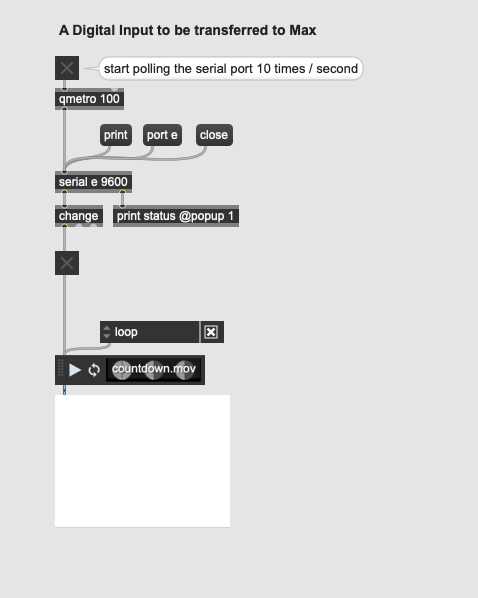 A Digital Input to be transferred to Max
start polling the serial port 10 times / second
qmetro 100
print
port e
close
serial e 9600
change
print status @popup 1
loop
countdown.mov